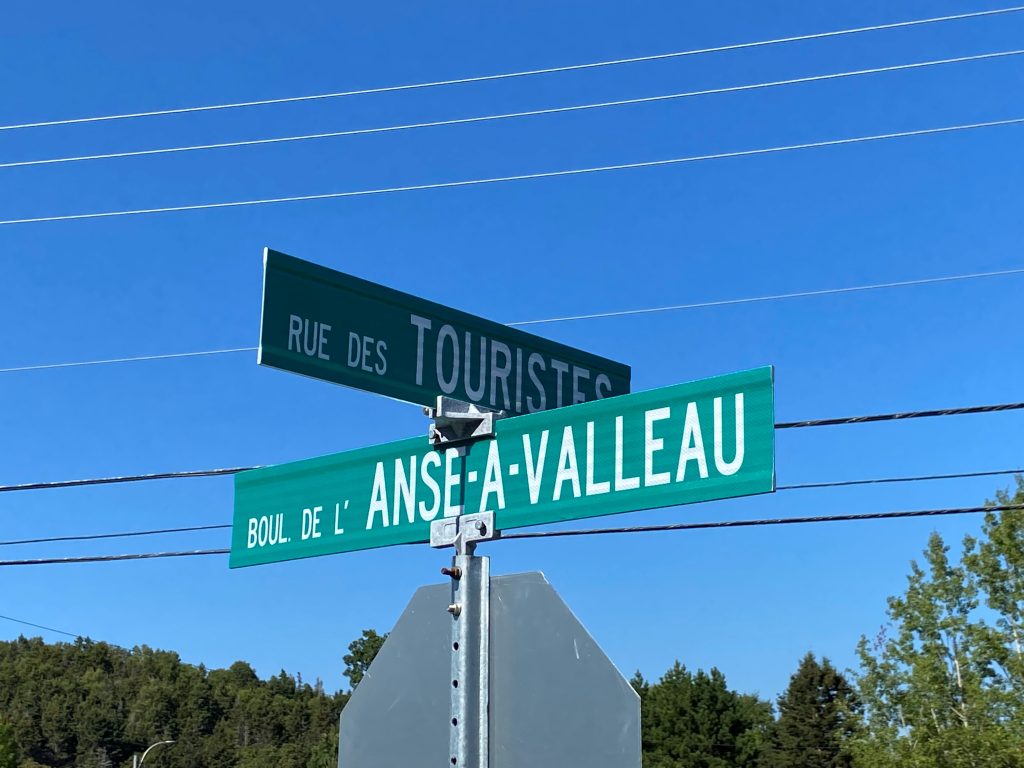 RUE DES TOURISTES
BOUL. DE L' ANSE-A-VALLEAU